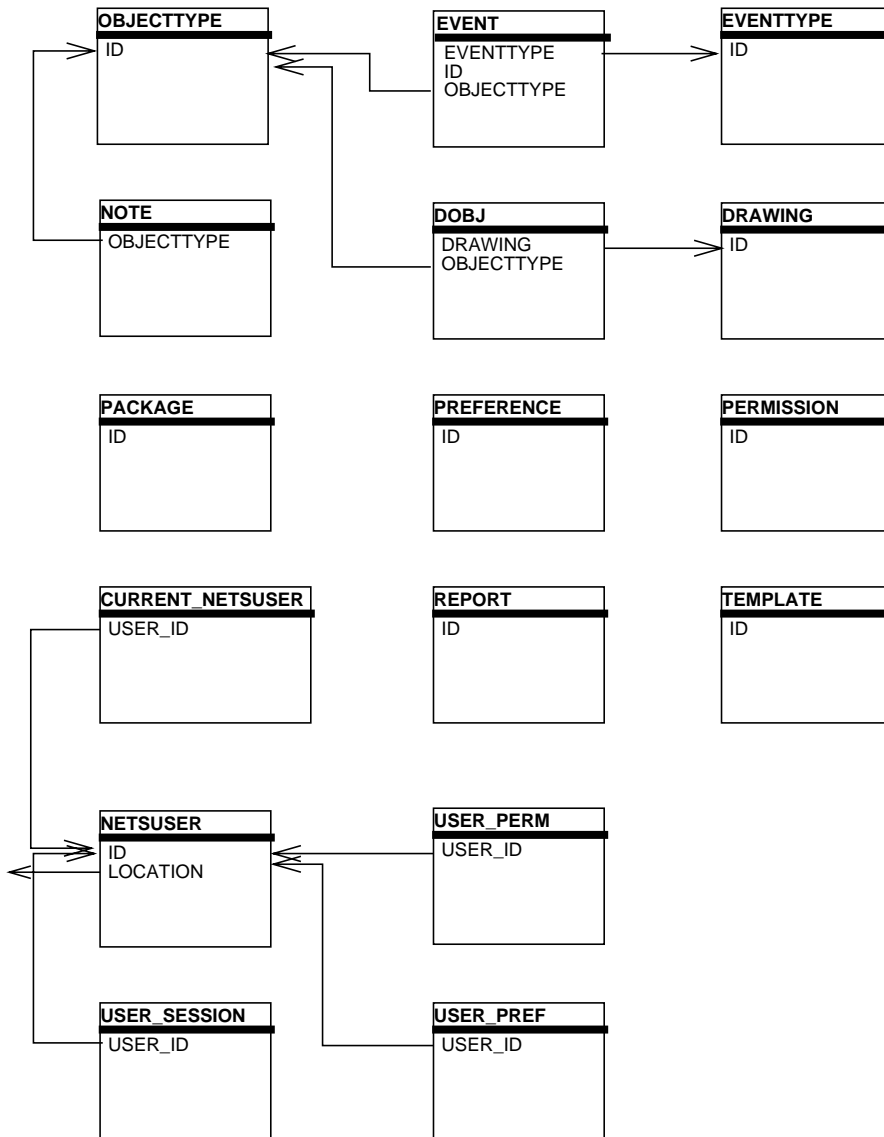 OBJECTTYPE
ID
EVENT
EVENTTYPE
ID
OBJECTTYPE
EVENTTYPE
ID
NOTE
OBJECTTYPE
DOBJ
DRAWING
OBJECTTYPE
DRAWING
ID
PACKAGE
ID
PREFERENCE
ID
PERMISSION
ID
CURRENT_NETSUSER
USER_ID
REPORT
ID
TEMPLATE
ID
NETSUSER
ID
LOCATION
USER_PERM
USER_ID
USER_SESSION
USER_ID
USER_PREF
USER_ID